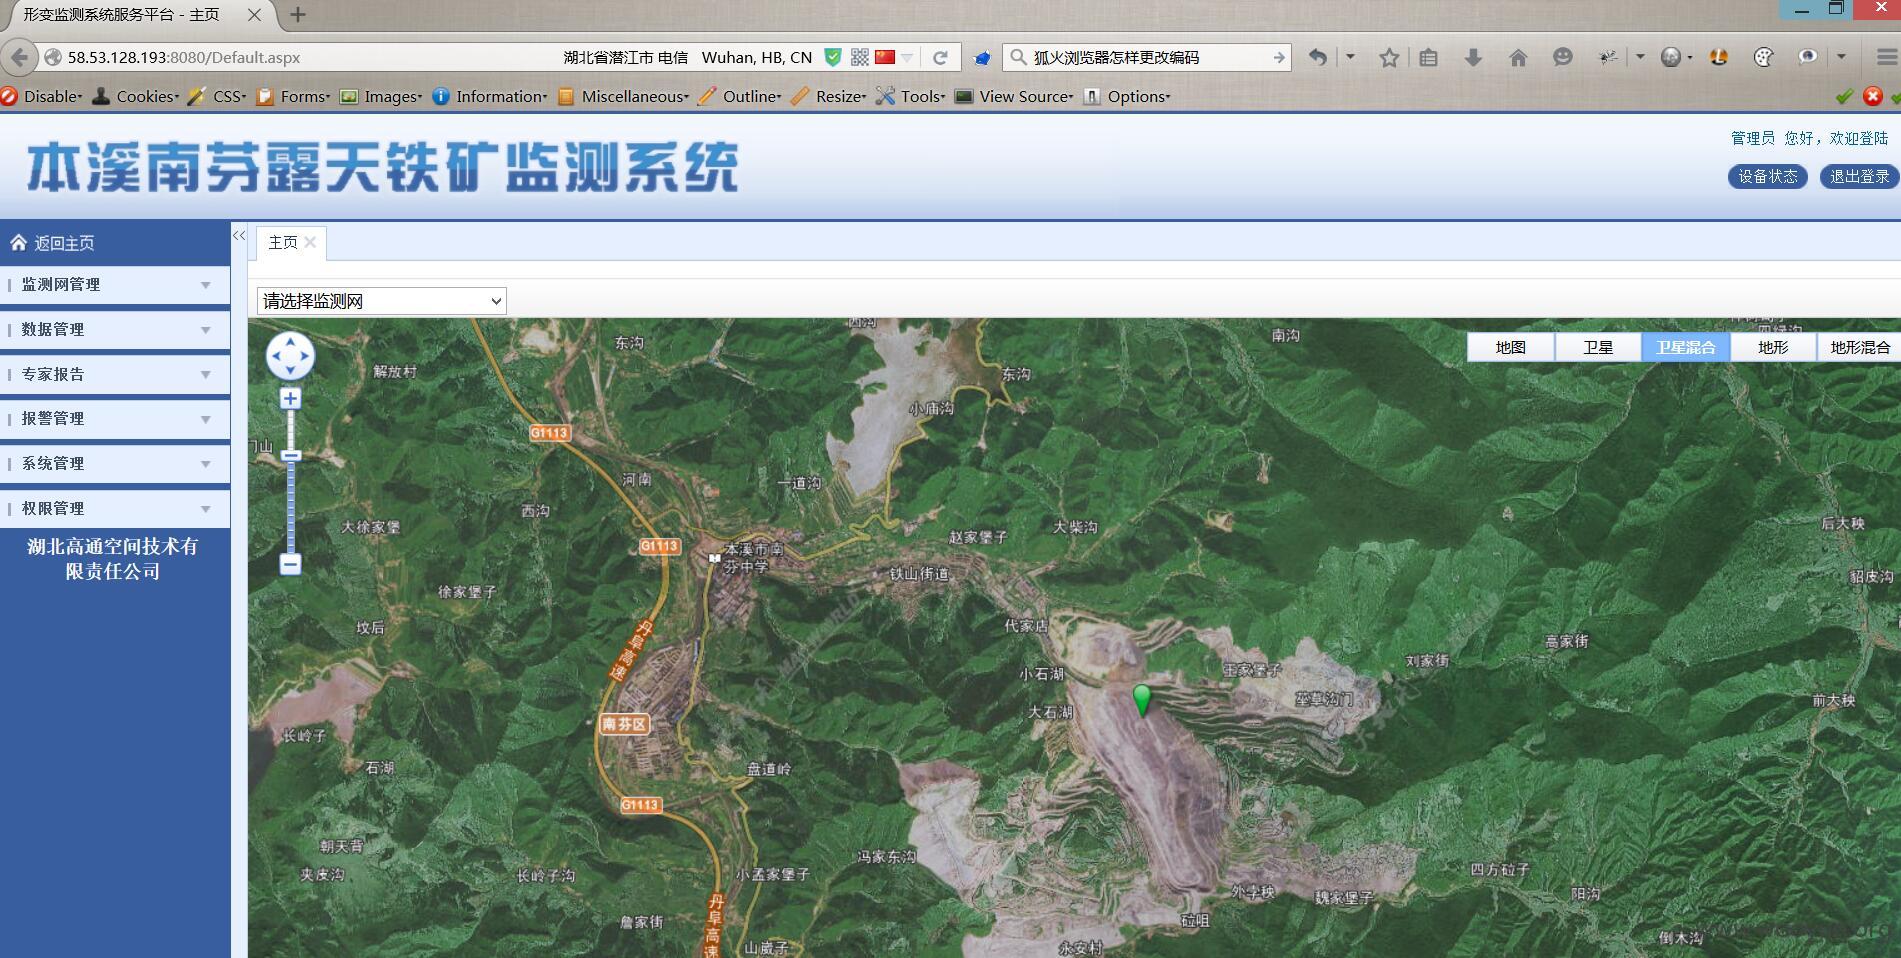 形变监测系统服务平台 - 主页
58.53.128.193:8080/Default.aspx
湖北省潜江市 电信 Wuhan, HB, CN
狐火浏览器怎样更改编码
Disable Cookies CSS Forms Images Information Miscellaneous Outline Resize Tools View Source Options
本溪南芬露天铁矿监测系统
管理员 您好，欢迎登陆
设备状态 退出登录
返回主页
监测网管理
数据管理
专家报告
报警管理
系统管理
权限管理
湖北高通空间技术有
限责任公司
主页
请选择监测网
地图 卫星 卫星混合 地形 地形混合
西沟
东沟
南沟
解放村
东沟
小庙沟
G1113
门山
河南
一道沟
西沟
大徐家堡
大柴沟
后大秧
赵家堡子
G1113
本溪市南
芬中学
铁山街道
貂皮沟
徐家堡子
坟后
代家店
丹阜高速
高家街
刘家街
王家堡子
小石湖
大石湖
前大秧
南芬区
长岭子
石湖
盘道岭
G1113
朝天背
冯家东沟
夹皮沟
长岭子沟
小孟家堡子
四方砬子
外孛秧
魏家堡子
阳沟
詹家街
丹阜高速
砬咀
山崴子
永安村
倒木沟